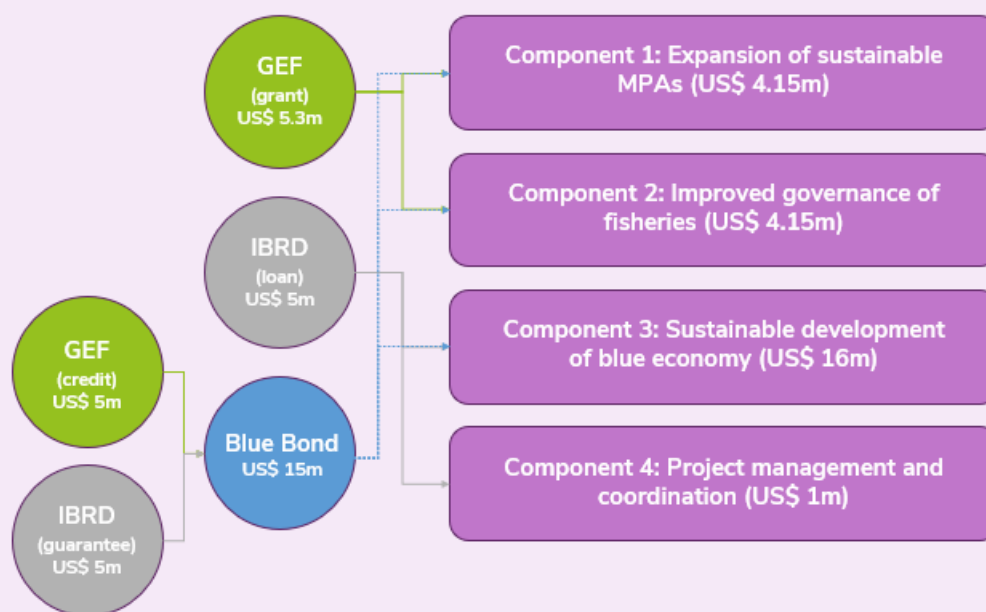 GEF
(grant)
US$ 5.3m
Component 1: Expansion of sustainable
MPAs (US$ 4.15m)
Component 2: Improved governance of
fisheries (US$ 4.15m)
IBRD
(loan)
US$ 5m
Component 3: Sustainable development
of blue economy (US$ 16m)
GEF
(credit)
US$ 5m
Blue Bond
US$ 15m
Component 4: Project management and
coordination (US$ 1m)
IBRD
(guarantee)
US$ 5m